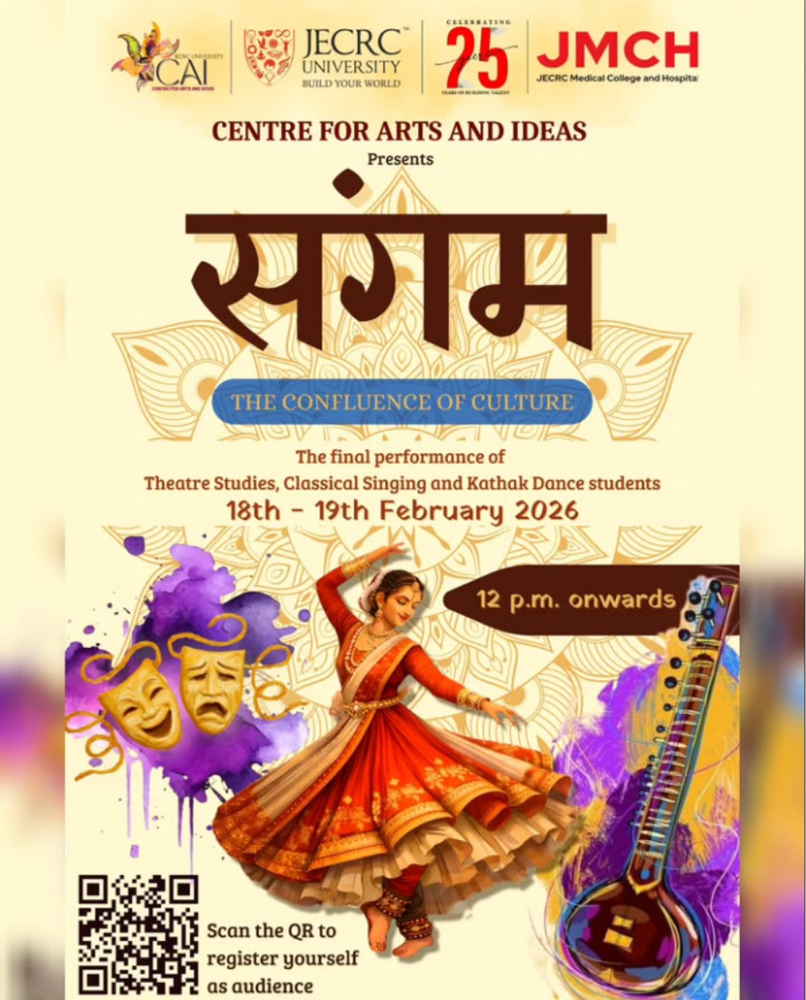 JECRC UNIVERSITY
CAI
CENTRE FOR ARTS AND IDEAS
JECRC™
UNIVERSITY
BUILD YOUR WORLD
CELEBRATING
25
years
YEARS OF BUILDING TALENT
JMCH
JECRC Medical College and Hospital
CENTRE FOR ARTS AND IDEAS
Presents
संगम
THE CONFLUENCE OF CULTURE
The final performance of
Theatre Studies, Classical Singing and Kathak Dance students
18th - 19th February 2026
12 p.m. onwards
Scan the QR to
register yourself
as audience